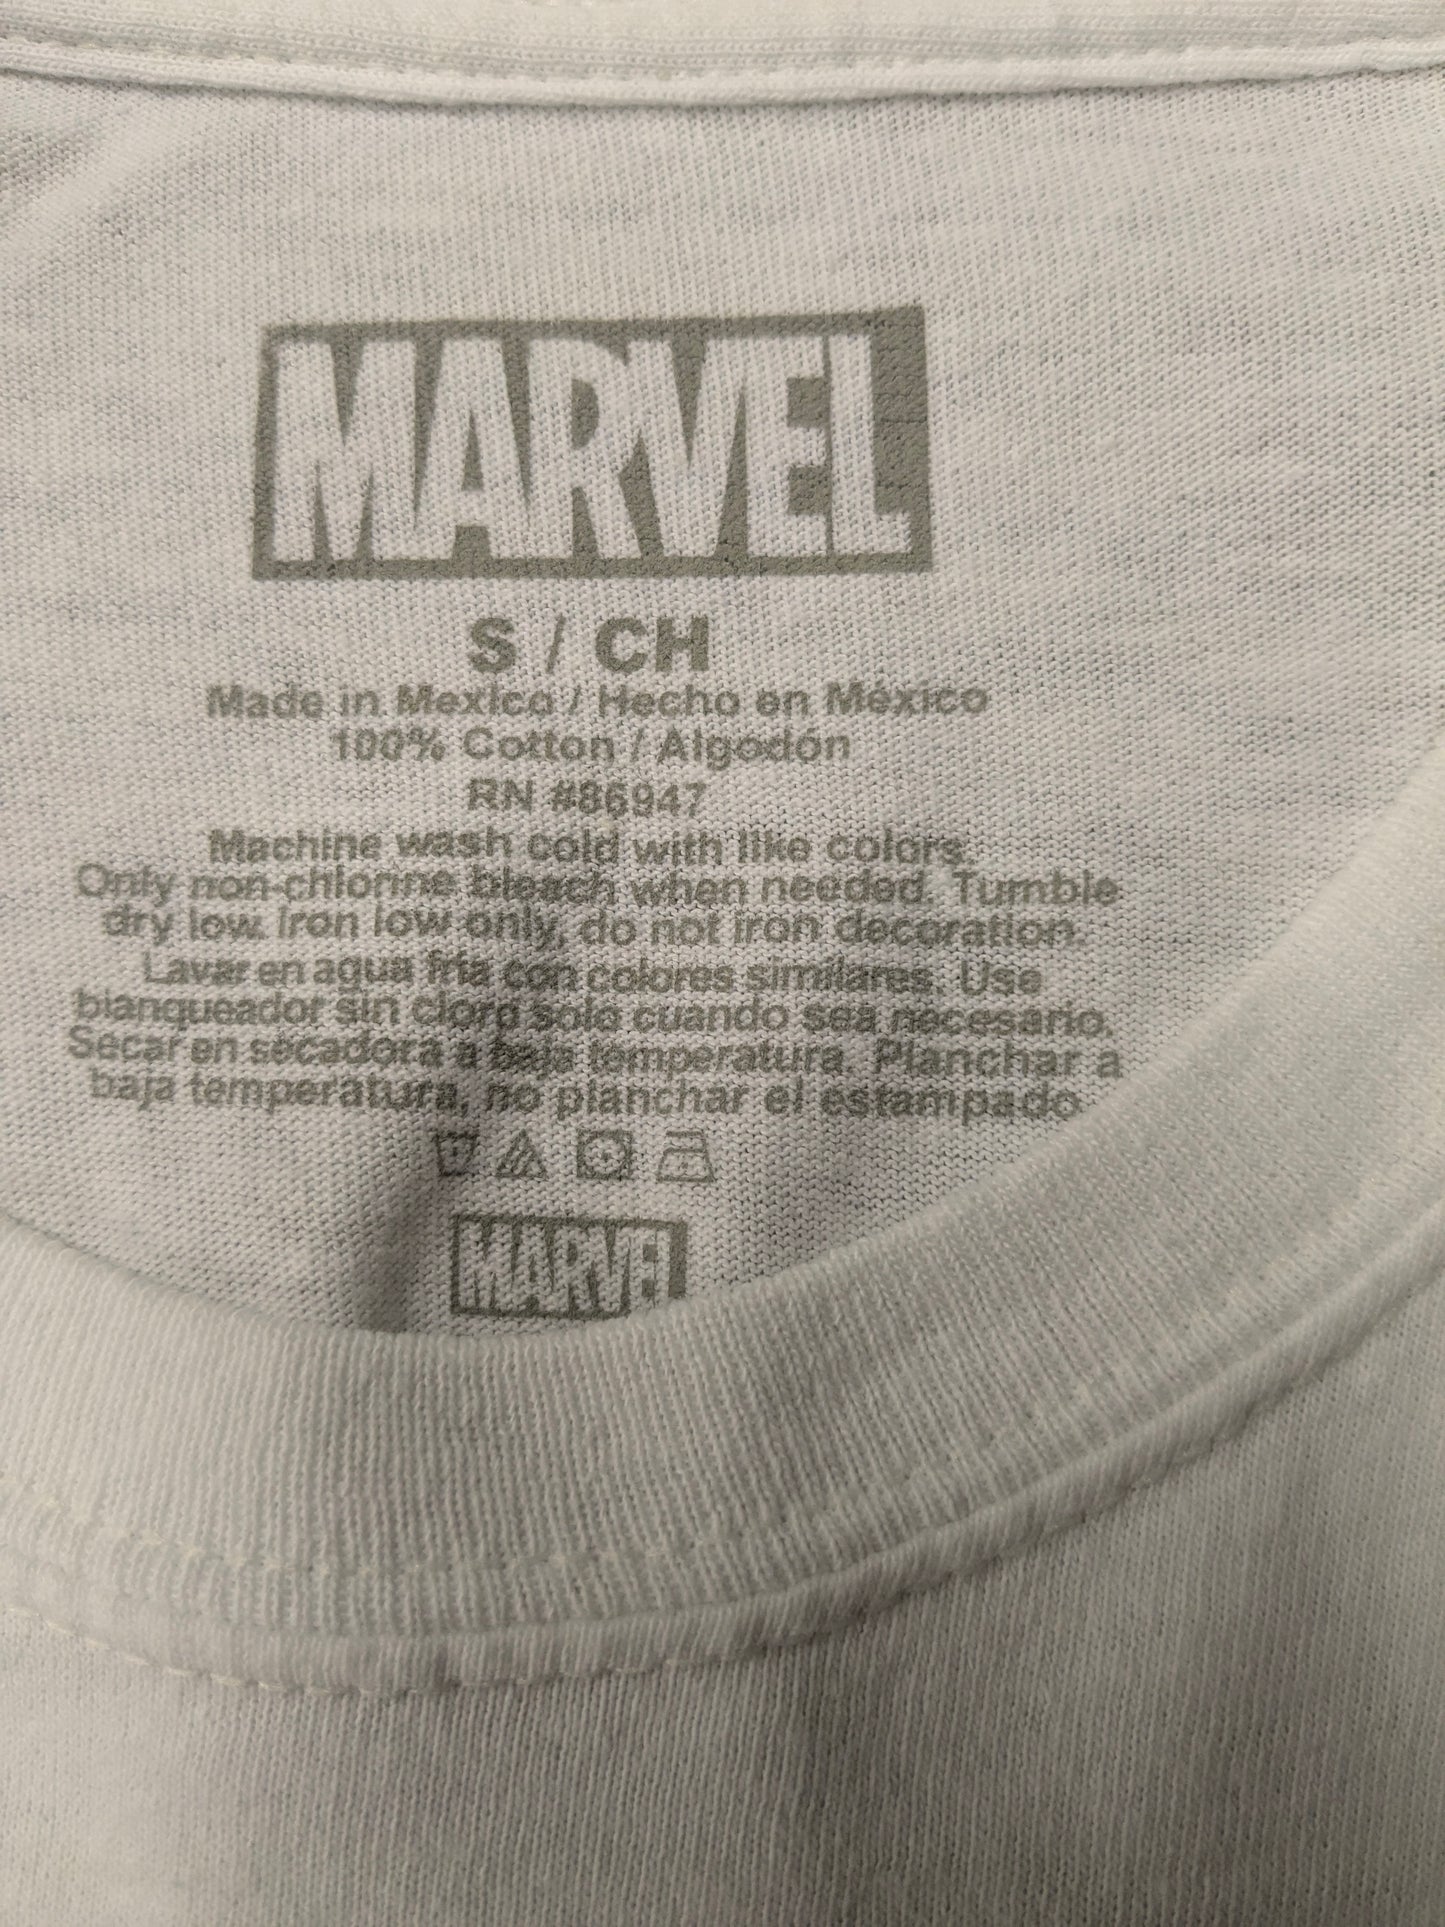 MARVEL
S / CH
Made in Mexico / Hecho en México
100% Cotton / Algodón
RN #86947
Machine wash cold with like colors.
Only non-chlorine bleach when needed. Tumble
dry low. Iron low only, do not iron decoration.
Lavar en agua fría con colores similares. Use
blanqueador sin cloro solo cuando sea necesario.
Secar en secadora a baja temperatura. Planchar a
baja temperatura, no planchar el estampado.
MARVEL